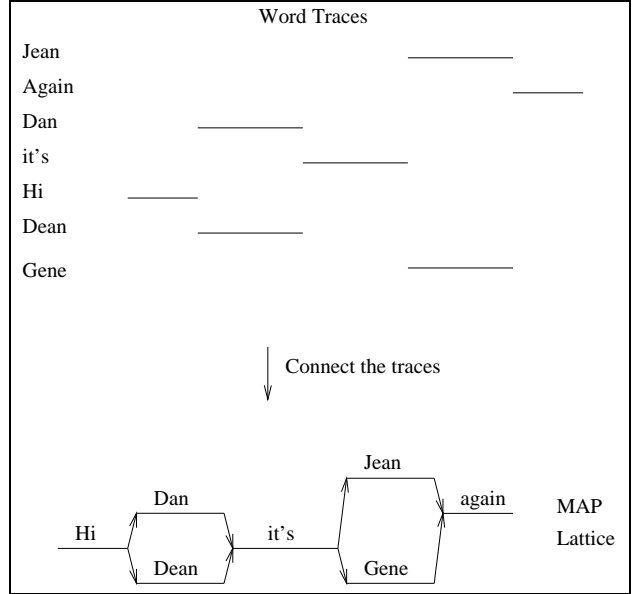 Word Traces
Jean
Again
Dan
it's
Hi
Dean
Gene
Connect the traces
Jean
Dan
again
MAP
Hi
it's
Lattice
Dean
Gene